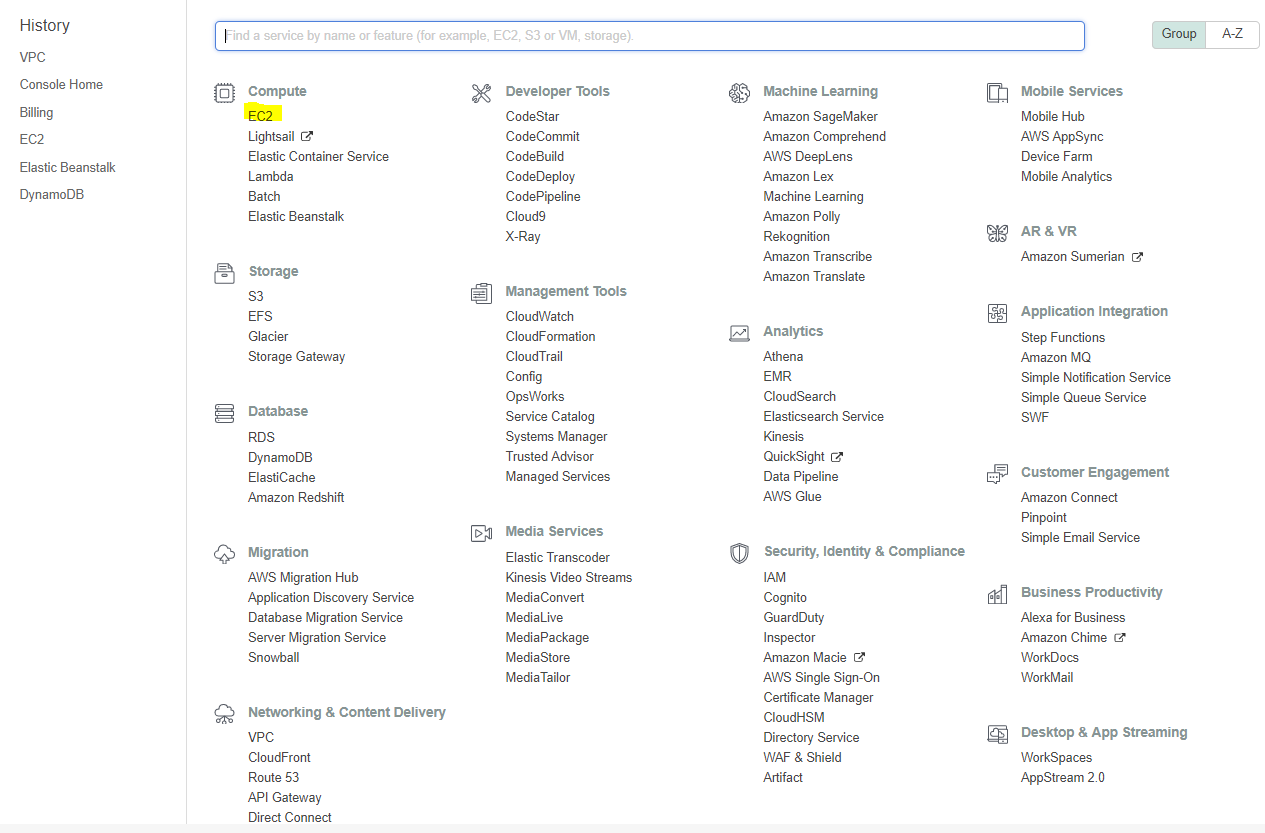 History
VPC
Console Home
Billing
EC2
Elastic Beanstalk
DynamoDB
Find a service by name or feature (for example, EC2, S3 or VM, storage).
Group
A-Z
Compute
EC2
Lightsail
Elastic Container Service
Lambda
Batch
Elastic Beanstalk
Storage
S3
EFS
Glacier
Storage Gateway
Database
RDS
DynamoDB
ElastiCache
Amazon Redshift
Migration
AWS Migration Hub
Application Discovery Service
Database Migration Service
Server Migration Service
Snowball
Networking & Content Delivery
VPC
CloudFront
Route 53
API Gateway
Direct Connect
Developer Tools
CodeStar
CodeCommit
CodeBuild
CodeDeploy
CodePipeline
Cloud9
X-Ray
Management Tools
CloudWatch
CloudFormation
CloudTrail
Config
OpsWorks
Service Catalog
Systems Manager
Trusted Advisor
Managed Services
Media Services
Elastic Transcoder
Kinesis Video Streams
MediaConvert
MediaLive
MediaPackage
MediaStore
MediaTailor
Machine Learning
Amazon SageMaker
Amazon Comprehend
AWS DeepLens
Amazon Lex
Machine Learning
Amazon Polly
Rekognition
Amazon Transcribe
Amazon Translate
Analytics
Athena
EMR
CloudSearch
Elasticsearch Service
Kinesis
QuickSight
Data Pipeline
AWS Glue
Security, Identity & Compliance
IAM
Cognito
GuardDuty
Inspector
Amazon Macie
AWS Single Sign-On
Certificate Manager
CloudHSM
Directory Service
WAF & Shield
Artifact
Mobile Services
Mobile Hub
AWS AppSync
Device Farm
Mobile Analytics
AR & VR
Amazon Sumerian
Application Integration
Step Functions
Amazon MQ
Simple Notification Service
Simple Queue Service
SWF
Customer Engagement
Amazon Connect
Pinpoint
Simple Email Service
Business Productivity
Alexa for Business
Amazon Chime
WorkDocs
WorkMail
Desktop & App Streaming
WorkSpaces
AppStream 2.0